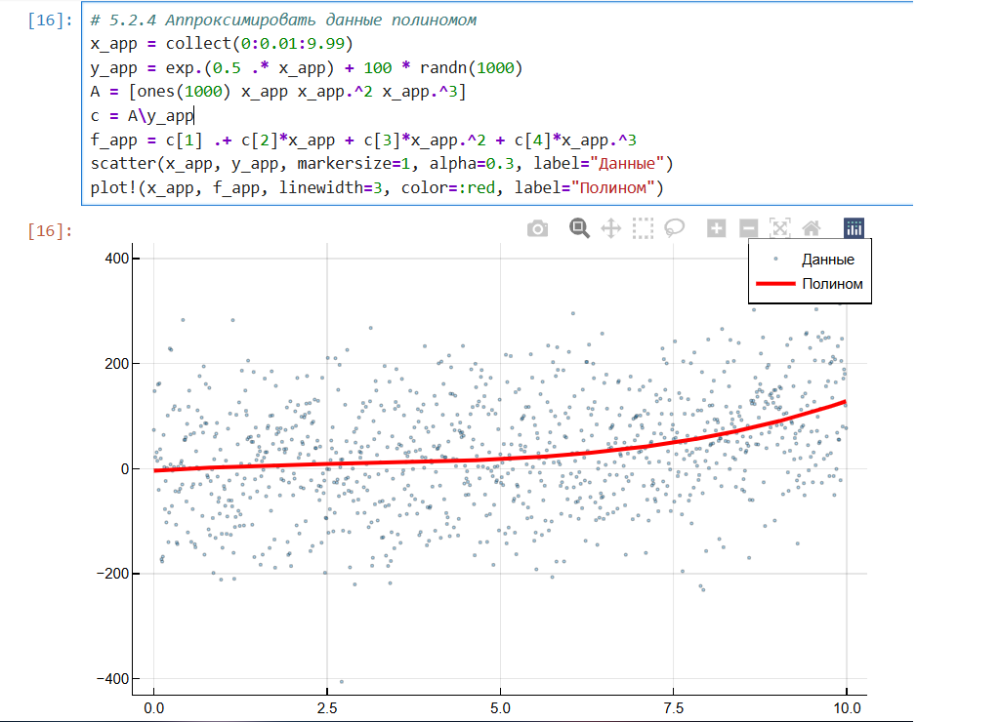 [16]: # 5.2.4 Аппроксимировать данные полиномом
x_app = collect(0:0.01:9.99)
y_app = exp.(0.5 .* x_app) + 100 * randn(1000)
A = [ones(1000) x_app x_app.^2 x_app.^3]
c = A\y_app
f_app = c[1] .+ c[2]*x_app + c[3]*x_app.^2 + c[4]*x_app.^3
scatter(x_app, y_app, markersize=1, alpha=0.3, label="Данные")
plot!(x_app, f_app, linewidth=3, color=:red, label="Полином")
[16]:
Данные
Полином
400
200
0
−200
−400
0.0 2.5 5.0 7.5 10.0